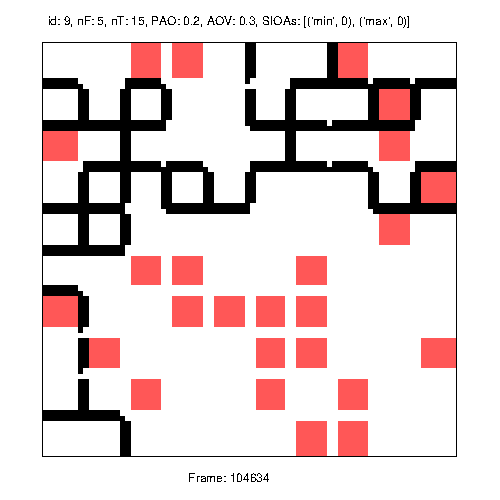 id: 9, nF: 5, nT: 15, PAO: 0.2, AOV: 0.3, SIOAs: [('min', 0), ('max', 0)]
Frame: 104634